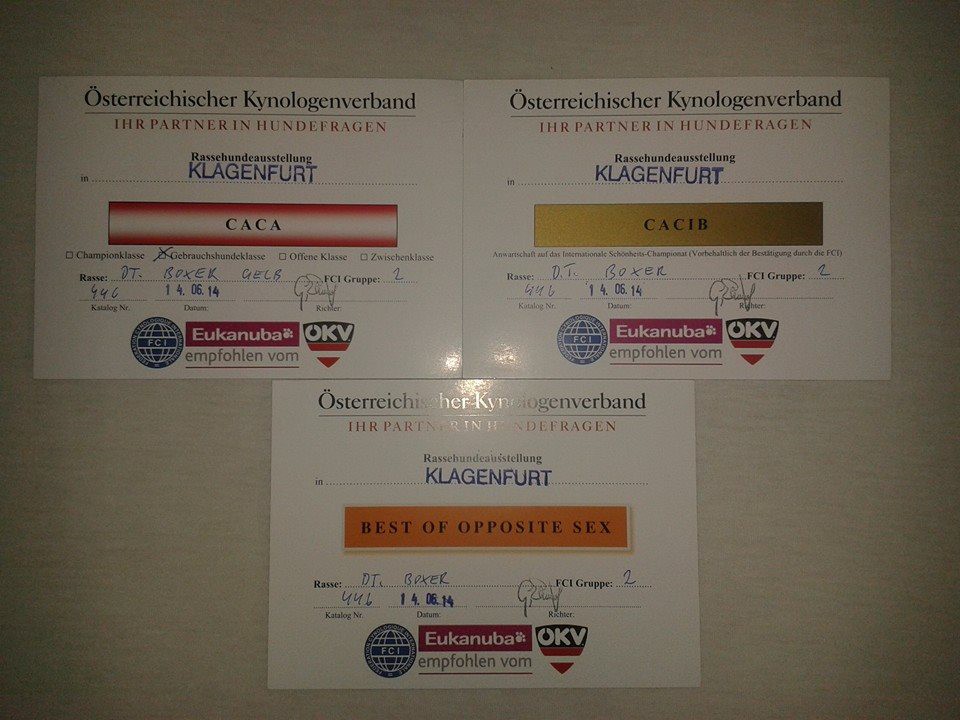 Österreichischer Kynologenverband
IHR PARTNER IN HUNDEFRAGEN
Rassehundeausstellung
in KLAGENFURT
CACA
☐ Championklasse ☒ Gebrauchshundeklasse ☐ Offene Klasse ☐ Zwischenklasse
Rasse: DT. BOXER GELB FCI Gruppe: 2
446 14. 06. 14
Katalog Nr. Datum: Richter:
FCI
Eukanuba
empfohlen vom
ÖKV
Österreichischer Kynologenverband
IHR PARTNER IN HUNDEFRAGEN
Rassehundeausstellung
in KLAGENFURT
CACIB
Anwartschaft auf das Internationale Schönheits-Championat (Vorbehaltlich der Bestätigung durch die FCI)
Rasse: D.T. BOXER FCI Gruppe: 2
446 14. 06. 14
Katalog Nr. Datum: Richter:
FCI
Eukanuba
empfohlen vom
ÖKV
Österreichischer Kynologenverband
IHR PARTNER IN HUNDEFRAGEN
Rassehundeausstellung
in KLAGENFURT
BEST OF OPPOSITE SEX
Rasse: DT. BOXER FCI Gruppe: 2
446 14. 06. 14
Katalog Nr. Datum: Richter:
FCI
Eukanuba
empfohlen vom
ÖKV